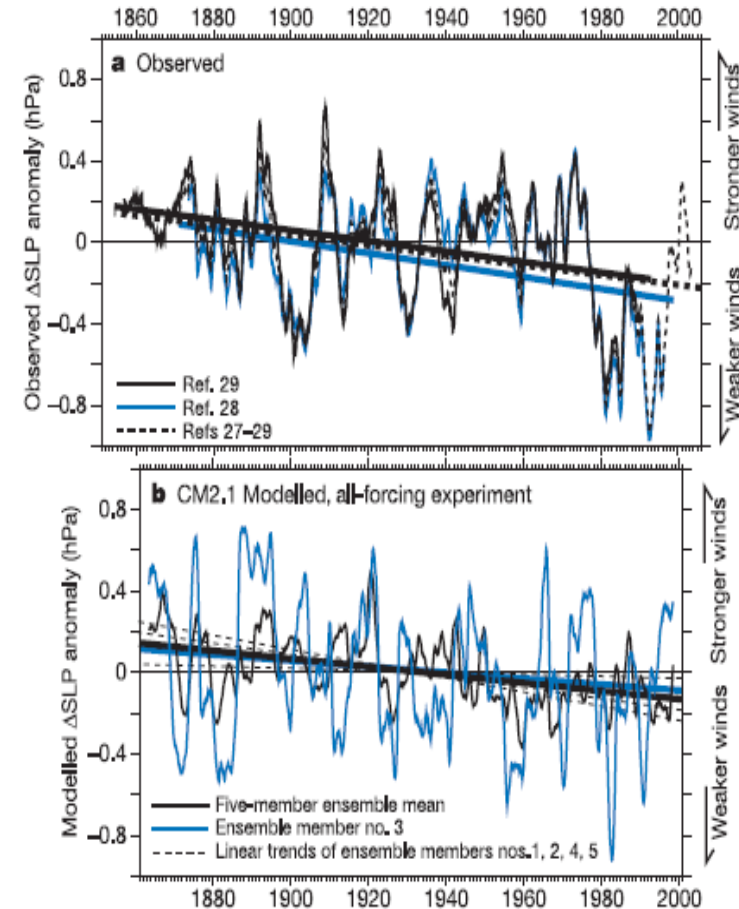 1860 1880 1900 1920 1940 1960 1980 2000
a Observed
Observed ΔSLP anomaly (hPa)
0.8
0.4
0
−0.4
−0.8
Stronger winds
Weaker winds
Ref. 29
Ref. 28
Refs 27–29
b CM2.1 Modelled, all-forcing experiment
Modelled ΔSLP anomaly (hPa)
0.8
0.4
0
−0.4
−0.8
Stronger winds
Weaker winds
Five-member ensemble mean
Ensemble member no. 3
Linear trends of ensemble members nos.1, 2, 4, 5
1880 1900 1920 1940 1960 1980 2000